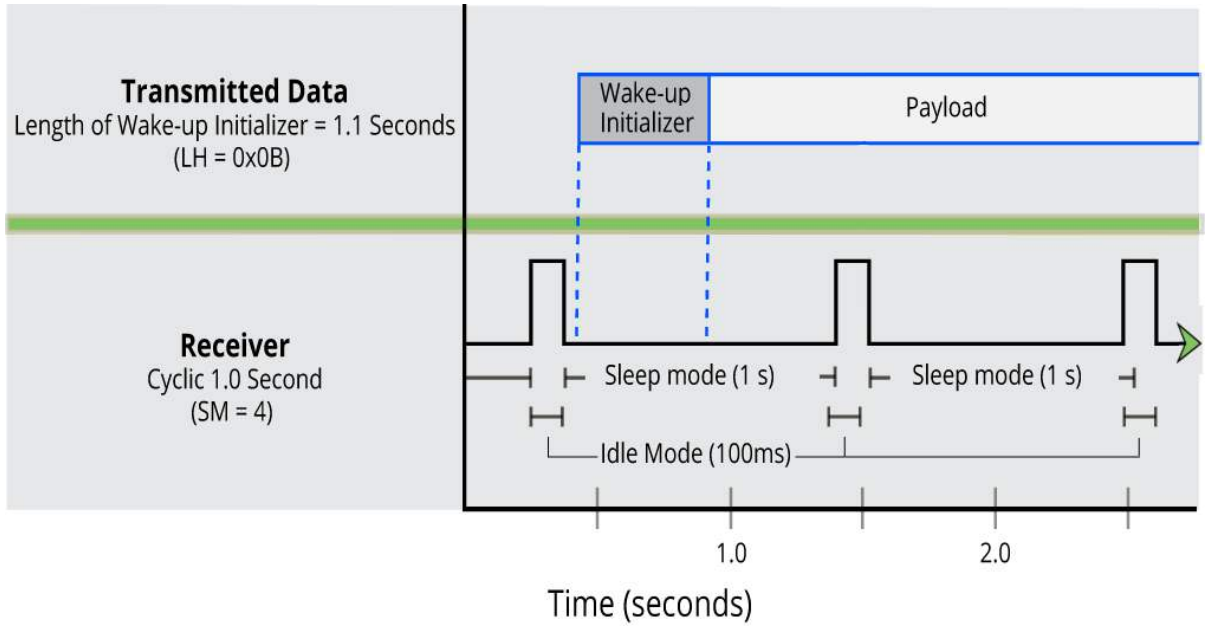 Transmitted Data
Length of Wake-up Initializer = 1.1 Seconds
(LH = 0x0B)
Wake-up
Initializer
Payload
Receiver
Cyclic 1.0 Second
(SM = 4)
Sleep mode (1 s)
Sleep mode (1 s)
Idle Mode (100ms)
1.0
2.0
Time (seconds)